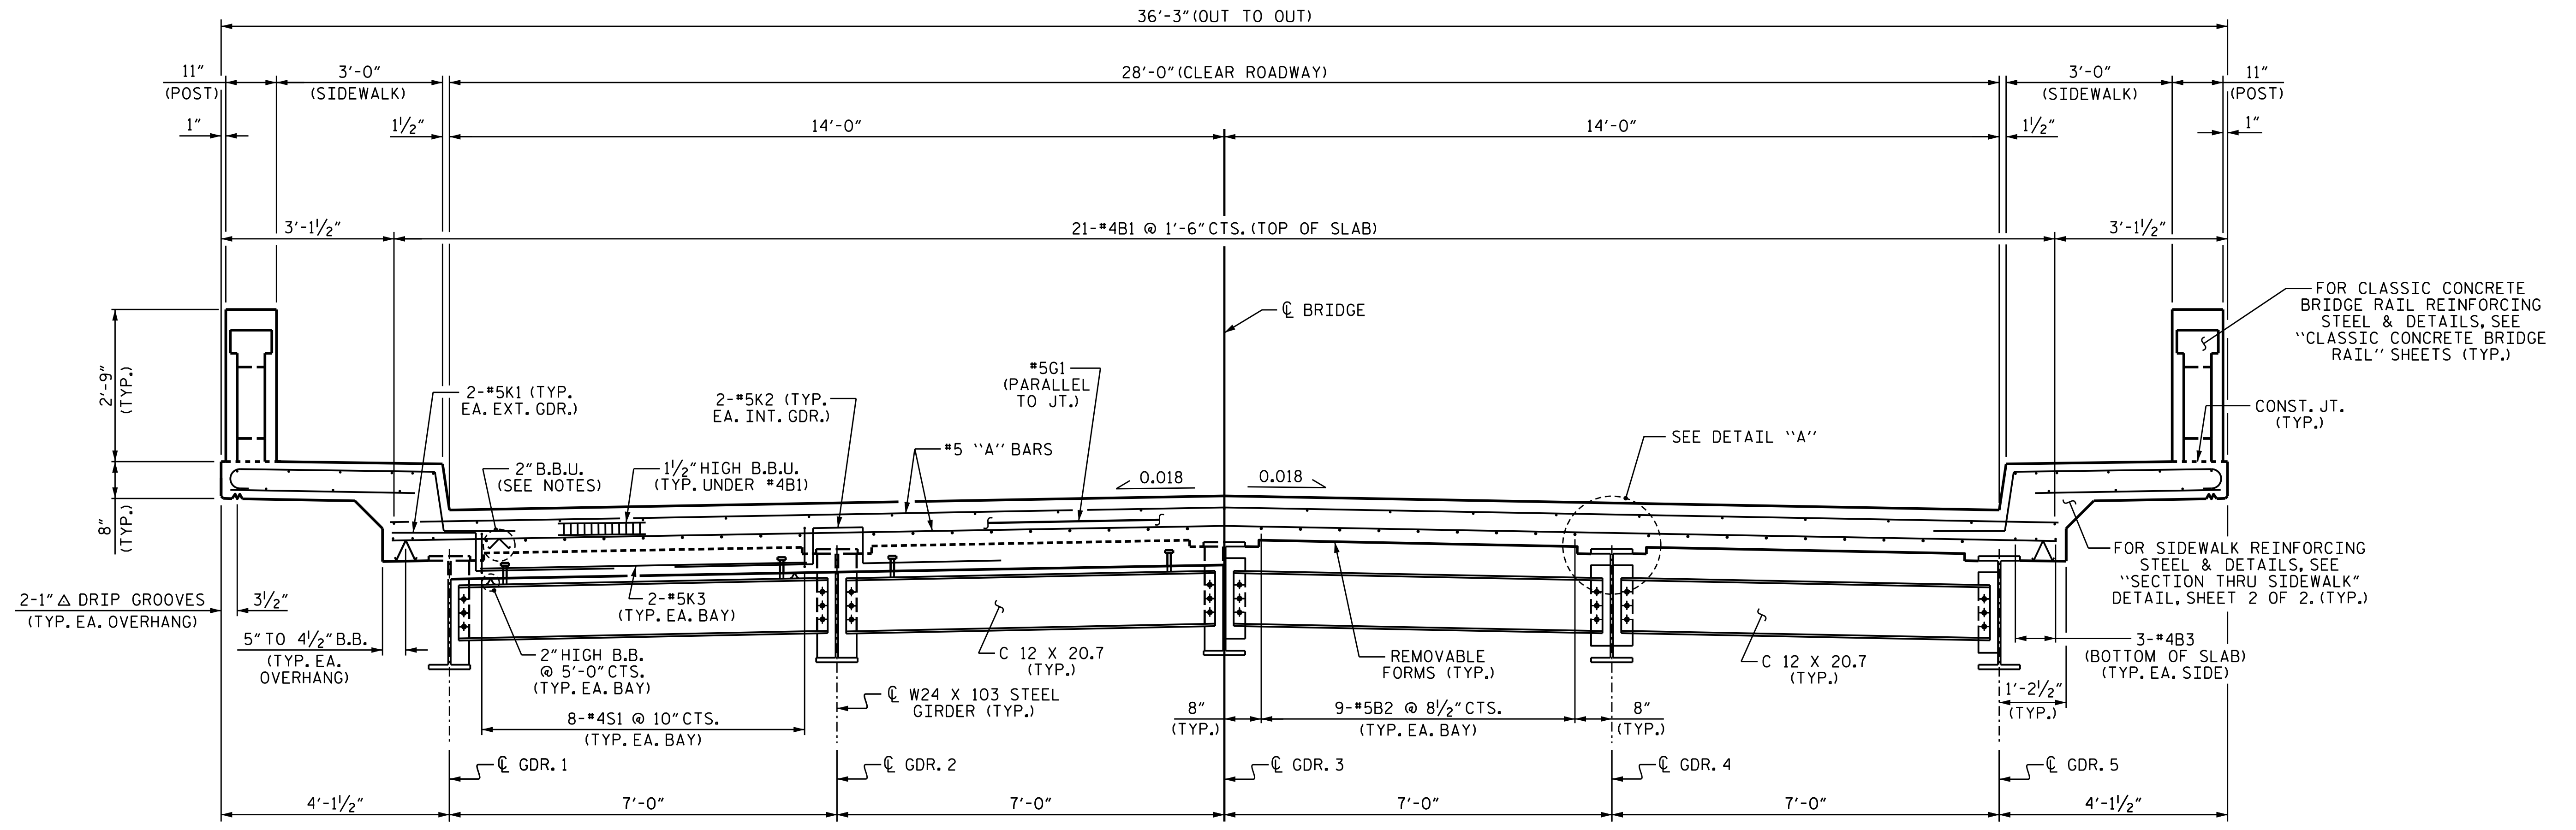 36'-3" (OUT TO OUT)
11"
(POST)
3'-0"
(SIDEWALK)
28'-0" (CLEAR ROADWAY)
3'-0"
(SIDEWALK)
11"
(POST)
1"
1½"
14'-0"
14'-0"
1½"
1"
3'-1½"
21-#4B1 @ 1'-6" CTS. (TOP OF SLAB)
3'-1½"
℄ BRIDGE
FOR CLASSIC CONCRETE
BRIDGE RAIL REINFORCING
STEEL & DETAILS, SEE
"CLASSIC CONCRETE BRIDGE
RAIL" SHEETS (TYP.)
2'-9"
(TYP.)
2-#5K1 (TYP.
EA. EXT. GDR.)
2-#5K2 (TYP.
EA. INT. GDR.)
#5G1
(PARALLEL
TO JT.)
CONST. JT.
(TYP.)
SEE DETAIL "A"
#5 "A" BARS
2" B.B.U.
(SEE NOTES)
1½" HIGH B.B.U.
(TYP. UNDER #4B1)
0.018
0.018
8"
(TYP.)
FOR SIDEWALK REINFORCING
STEEL & DETAILS, SEE
"SECTION THRU SIDEWALK"
DETAIL, SHEET 2 OF 2. (TYP.)
2-1" △ DRIP GROOVES
(TYP. EA. OVERHANG)
3½"
2-#5K3
(TYP. EA. BAY)
5" TO 4½" B.B.
(TYP. EA.
OVERHANG)
2" HIGH B.B.
@ 5'-0" CTS.
(TYP. EA. BAY)
C 12 X 20.7
(TYP.)
REMOVABLE
FORMS (TYP.)
C 12 X 20.7
(TYP.)
3-#4B3
(BOTTOM OF SLAB)
(TYP. EA. SIDE)
℄ W24 X 103 STEEL
GIRDER (TYP.)
1'-2½"
(TYP.)
8-#4S1 @ 10" CTS.
(TYP. EA. BAY)
8"
(TYP.)
9-#5B2 @ 8½" CTS.
(TYP. EA. BAY)
8"
(TYP.)
℄ GDR. 1
℄ GDR. 2
℄ GDR. 3
℄ GDR. 4
℄ GDR. 5
4'-1½"
7'-0"
7'-0"
7'-0"
7'-0"
4'-1½"